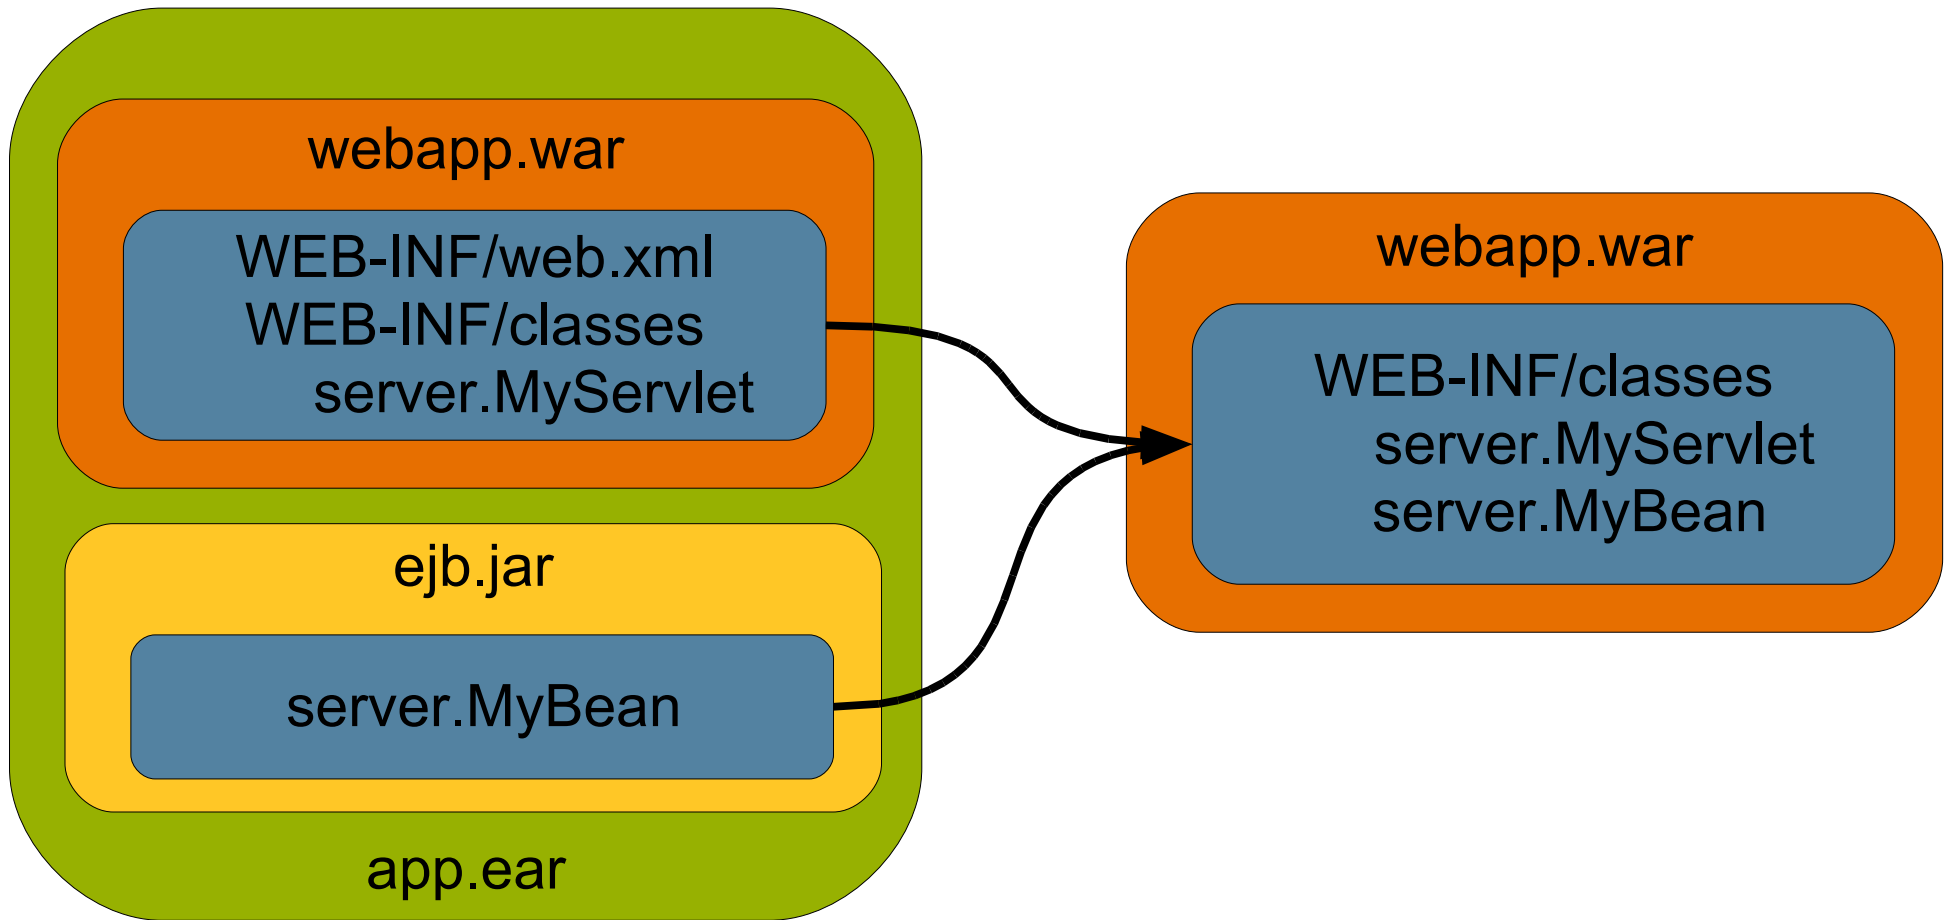 webapp.war
WEB-INF/web.xml
WEB-INF/classes
server.MyServlet
ejb.jar
server.MyBean
app.ear
webapp.war
WEB-INF/classes
server.MyServlet
server.MyBean